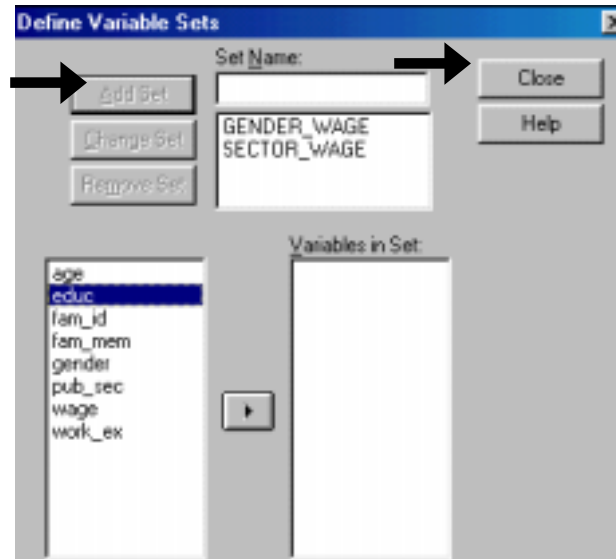 Define Variable Sets
Set Name:
Add Set
Change Set
Remove Set
GENDER_WAGE
SECTOR_WAGE
Close
Help
Variables in Set:
age
educ
fam_id
fam_mem
gender
pub_sec
wage
work_ex